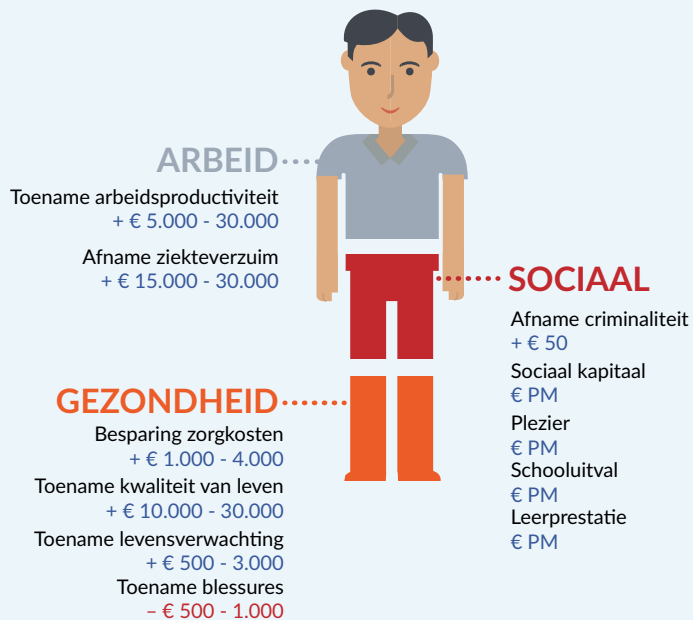 ARBEID
Toename arbeidsproductiviteit
+ € 5.000 - 30.000
Afname ziekteverzuim
+ € 15.000 - 30.000
SOCIAAL
Afname criminaliteit
+ € 50
Sociaal kapitaal
€ PM
Plezier
€ PM
Schooluitval
€ PM
Leerprestatie
€ PM
GEZONDHEID
Besparing zorgkosten
+ € 1.000 - 4.000
Toename kwaliteit van leven
+ € 10.000 - 30.000
Toename levensverwachting
+ € 500 - 3.000
Toename blessures
– € 500 - 1.000